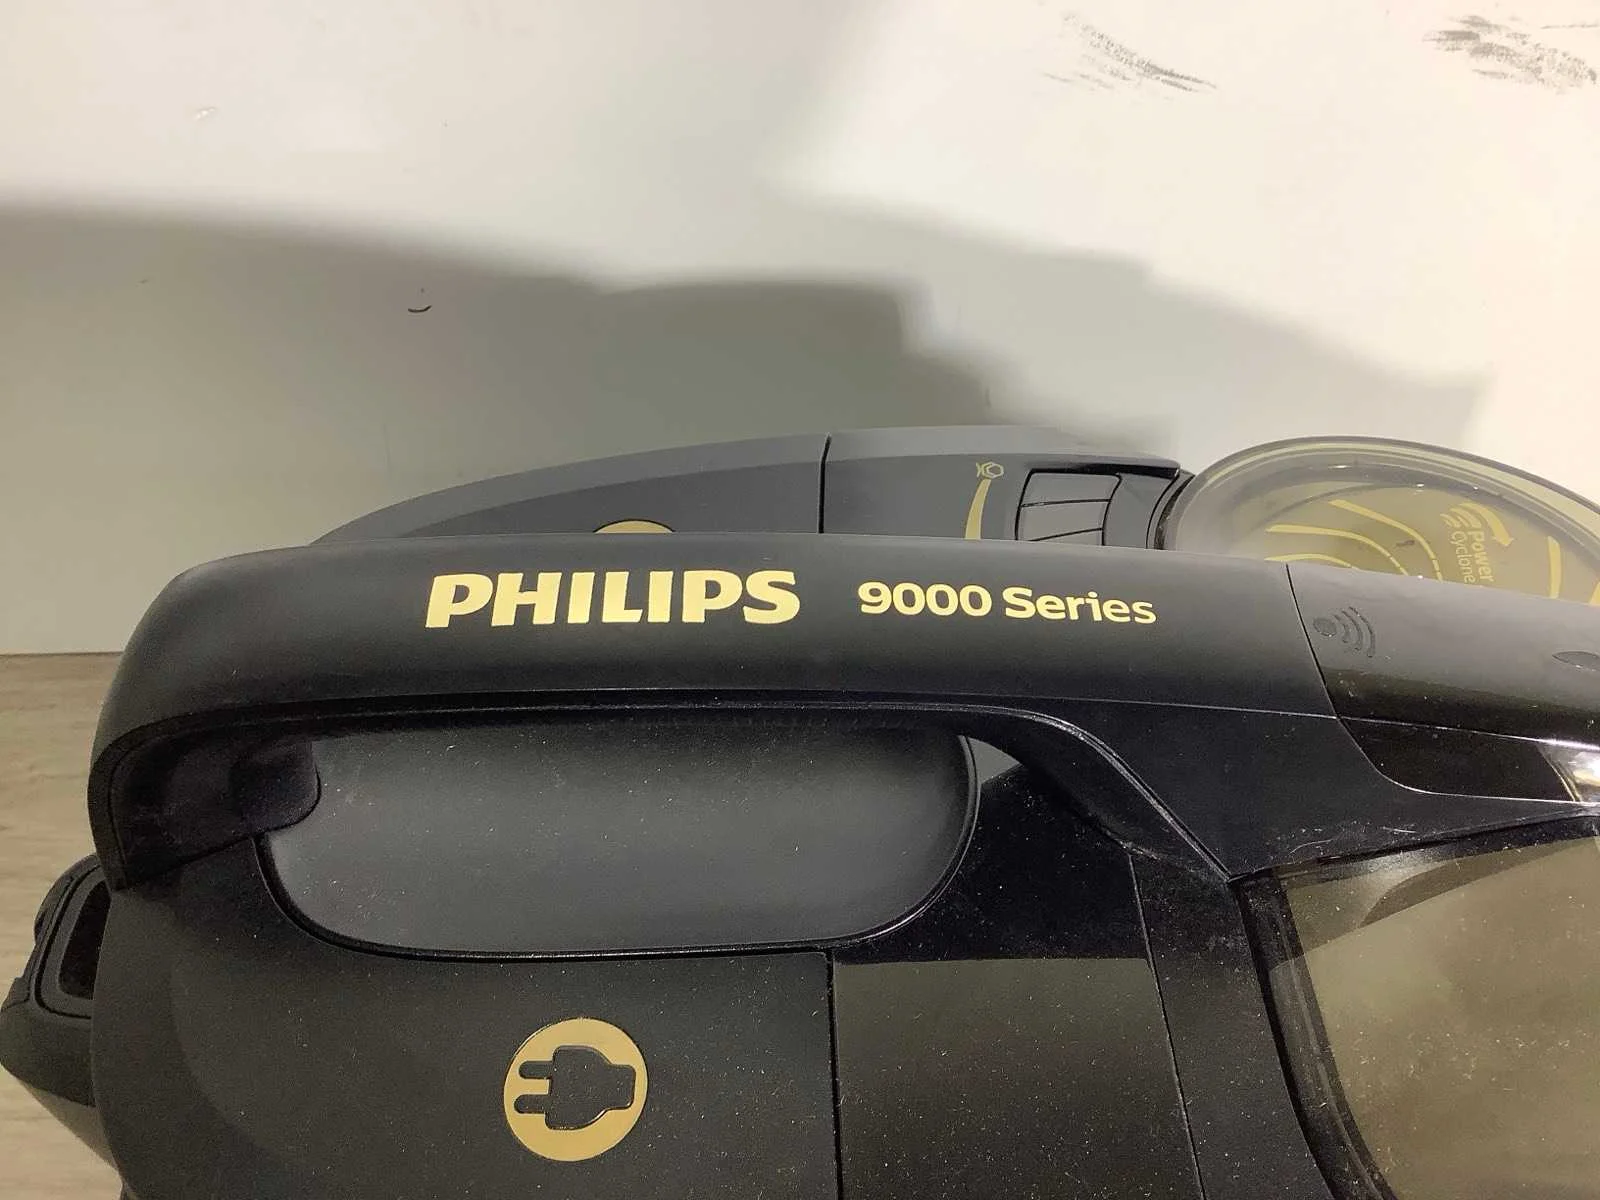 PHILIPS 9000 Series
Power
Cyclone